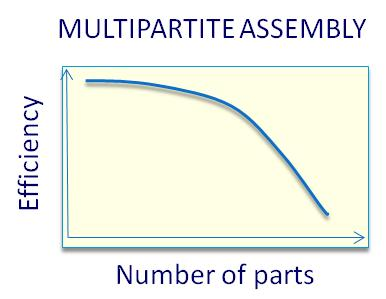 MULTIPARTITE ASSEMBLY
Efficiency
Number of parts